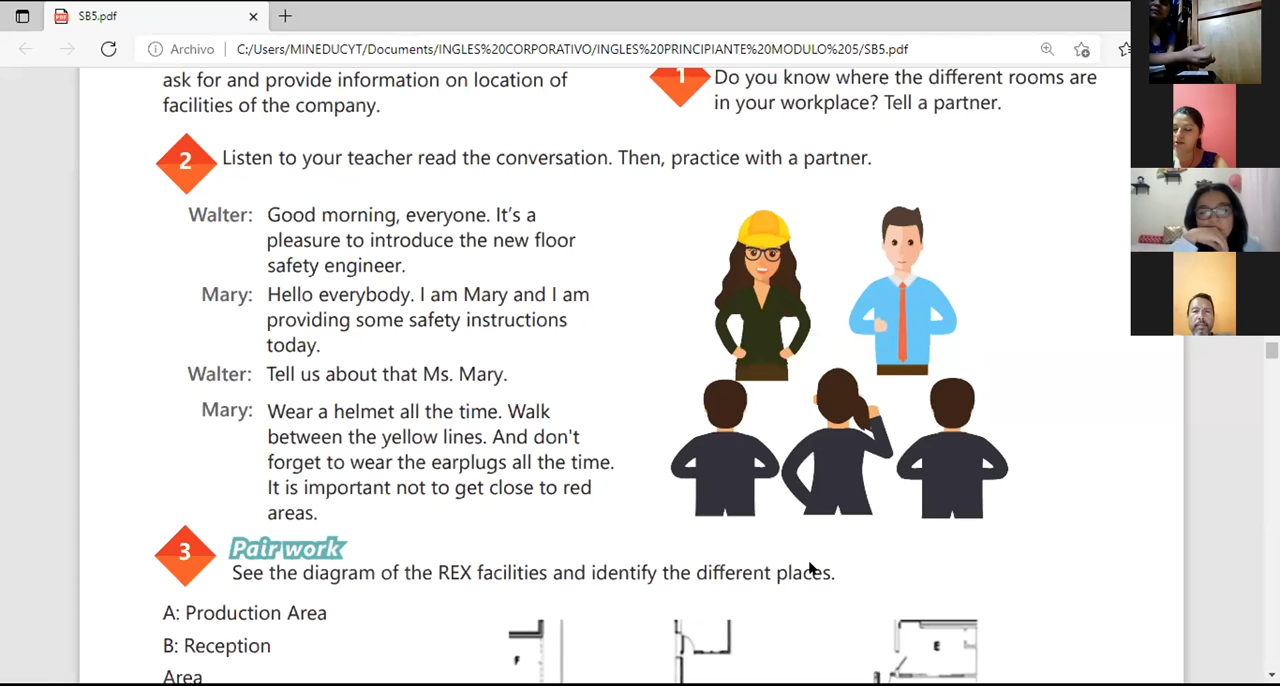 SB5.pdf
Archivo
C:/Users/MINEDUCYT/Documents/INGLES%20CORPORATIVO/INGLES%20PRINCIPIANTE%20MODULO%205/SB5.pdf
ask for and provide information on location of
facilities of the company.
1
Do you know where the different rooms are
in your workplace? Tell a partner.
2
Listen to your teacher read the conversation. Then, practice with a partner.
Walter: Good morning, everyone. It's a
pleasure to introduce the new floor
safety engineer.
Mary: Hello everybody. I am Mary and I am
providing some safety instructions
today.
Walter: Tell us about that Ms. Mary.
Mary: Wear a helmet all the time. Walk
between the yellow lines. And don't
forget to wear the earplugs all the time.
It is important not to get close to red
areas.
3
Pair work
See the diagram of the REX facilities and identify the different places.
A: Production Area
B: Reception
Area
F
E